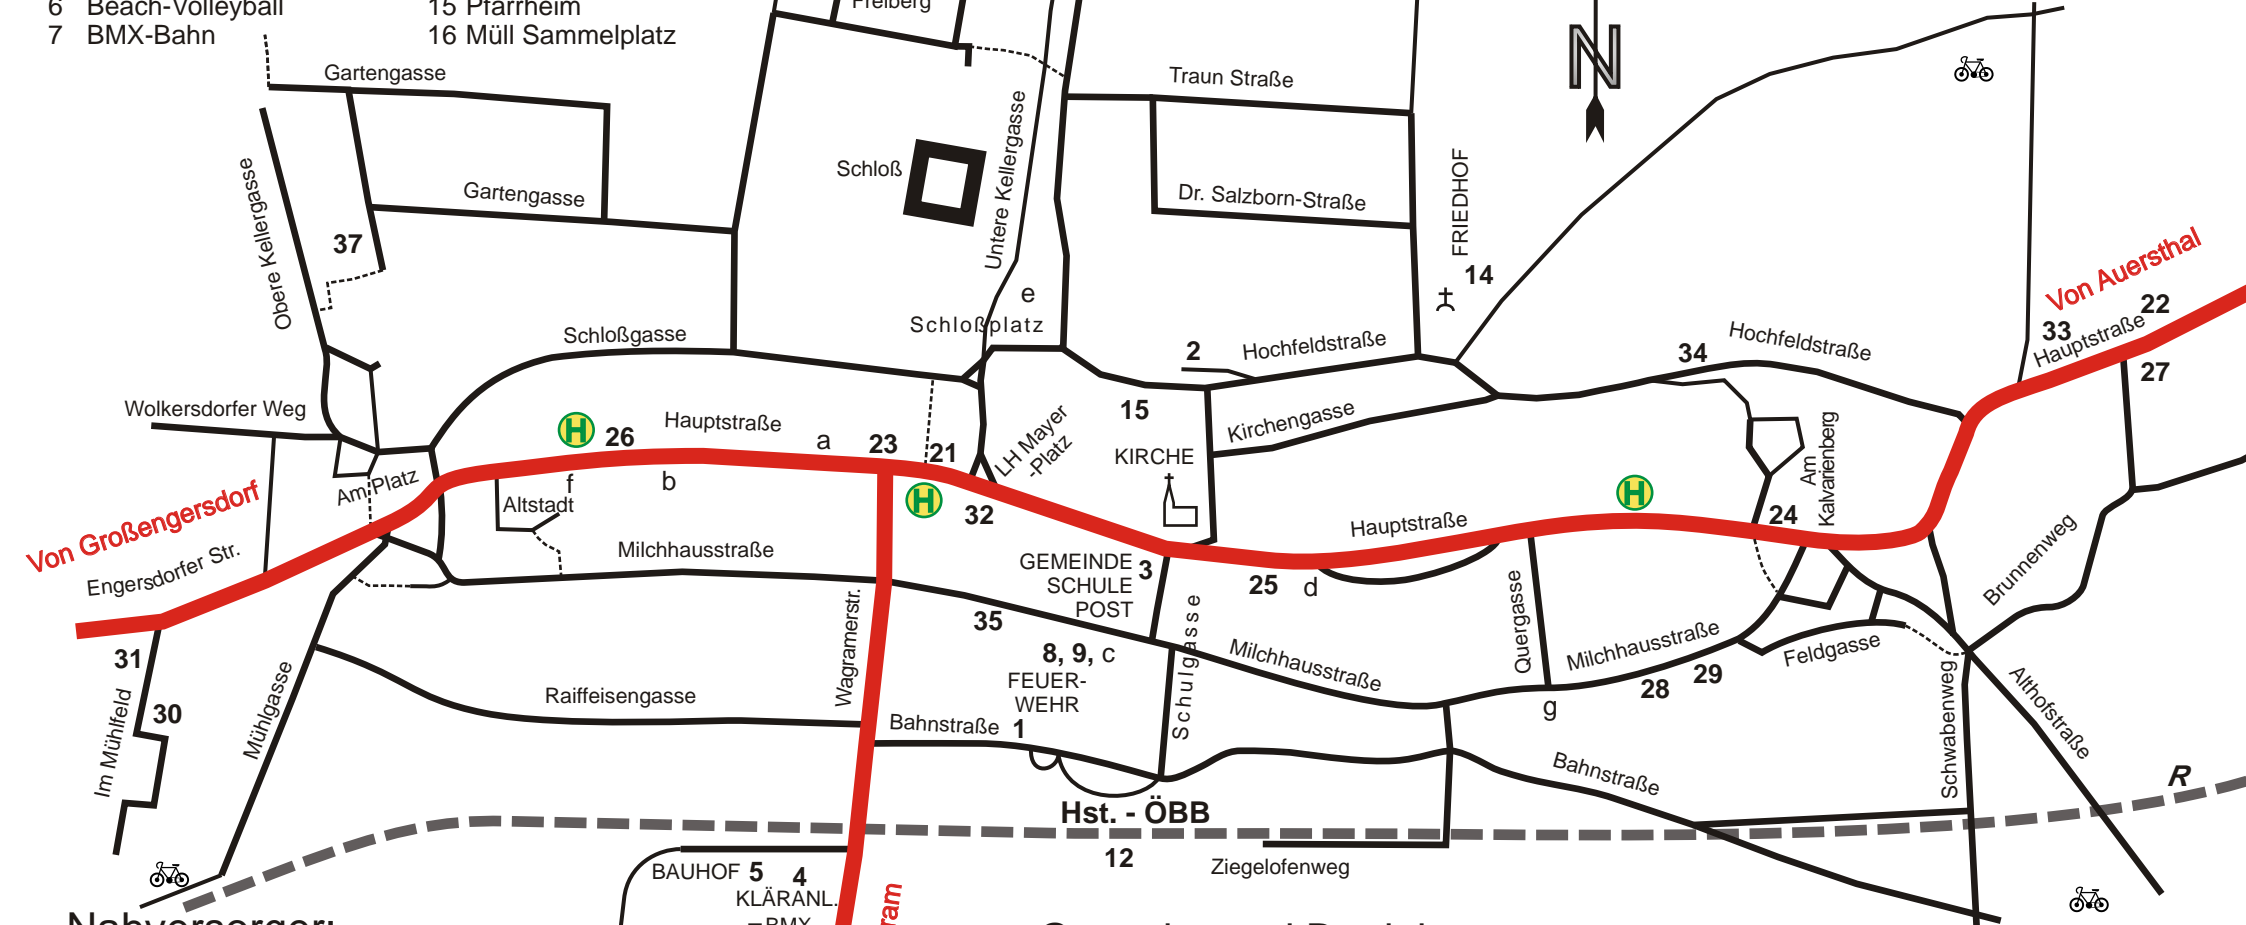 6 Beach-Volleyball
15 Pfarrheim
7 BMX-Bahn
16 Müll Sammelplatz
Freiberg
N
Gartengasse
Traun Straße
Schloß
Untere Kellergasse
Gartengasse
Dr. Salzborn-Straße
FRIEDHOF
14
Obere Kellergasse
37
Von Auersthal
22
33
Hauptstraße
27
e
Schloßplatz
Schloßgasse
2
Hochfeldstraße
34
Hochfeldstraße
Wolkersdorfer Weg
H
26
Hauptstraße
a
23
21
LH Mayer
-Platz
15
KIRCHE
Kirchengasse
Am
Kalvarienberg
Am Platz
f
b
Altstadt
H
32
H
24
Hauptstraße
Von Großengersdorf
Engersdorfer Str.
Milchhausstraße
GEMEINDE
SCHULE
POST
3
25
d
Quergasse
Brunnenweg
Wagramerstr.
35
8, 9, c
FEUER-
WEHR
1
Schulgasse
Milchhausstraße
Milchhausstraße
Feldgasse
28
29
g
31
30
Im Mühlfeld
Mühlgasse
Raiffeisengasse
Bahnstraße
Bahnstraße
Schwabenweg
Althofstraße
R
Hst. - ÖBB
12
Ziegelofenweg
BAUHOF 5
4
KLÄRANL.
BMX
ram
Nahversorger: